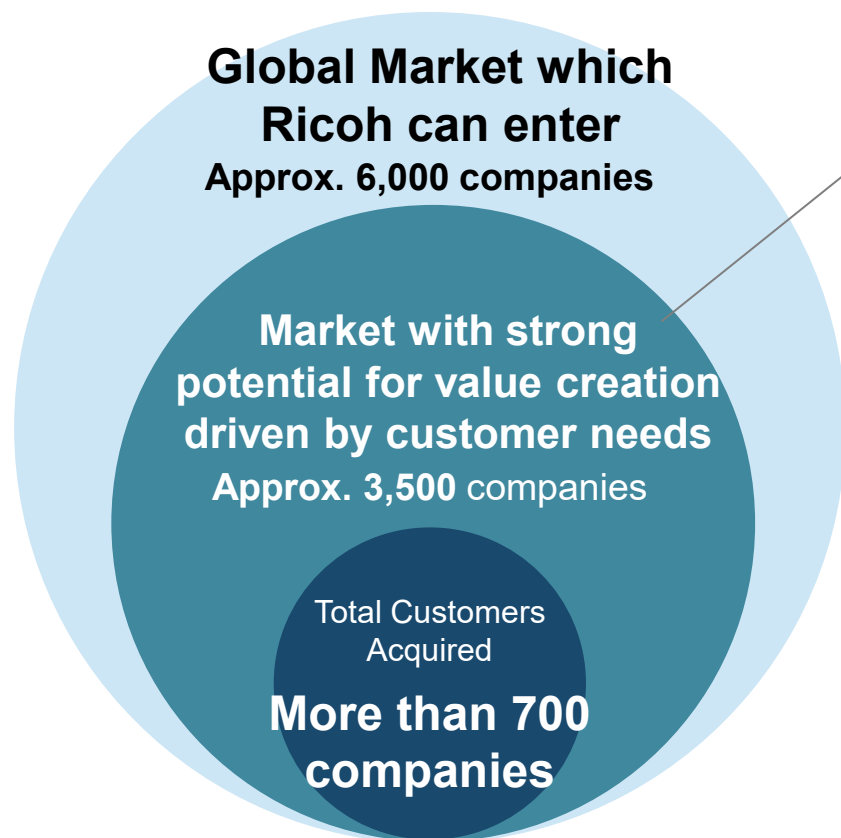 Global Market which
Ricoh can enter
Approx. 6,000 companies
Market with strong
potential for value creation
driven by customer needs
Approx. 3,500 companies
Total Customers
Acquired
More than 700
companies